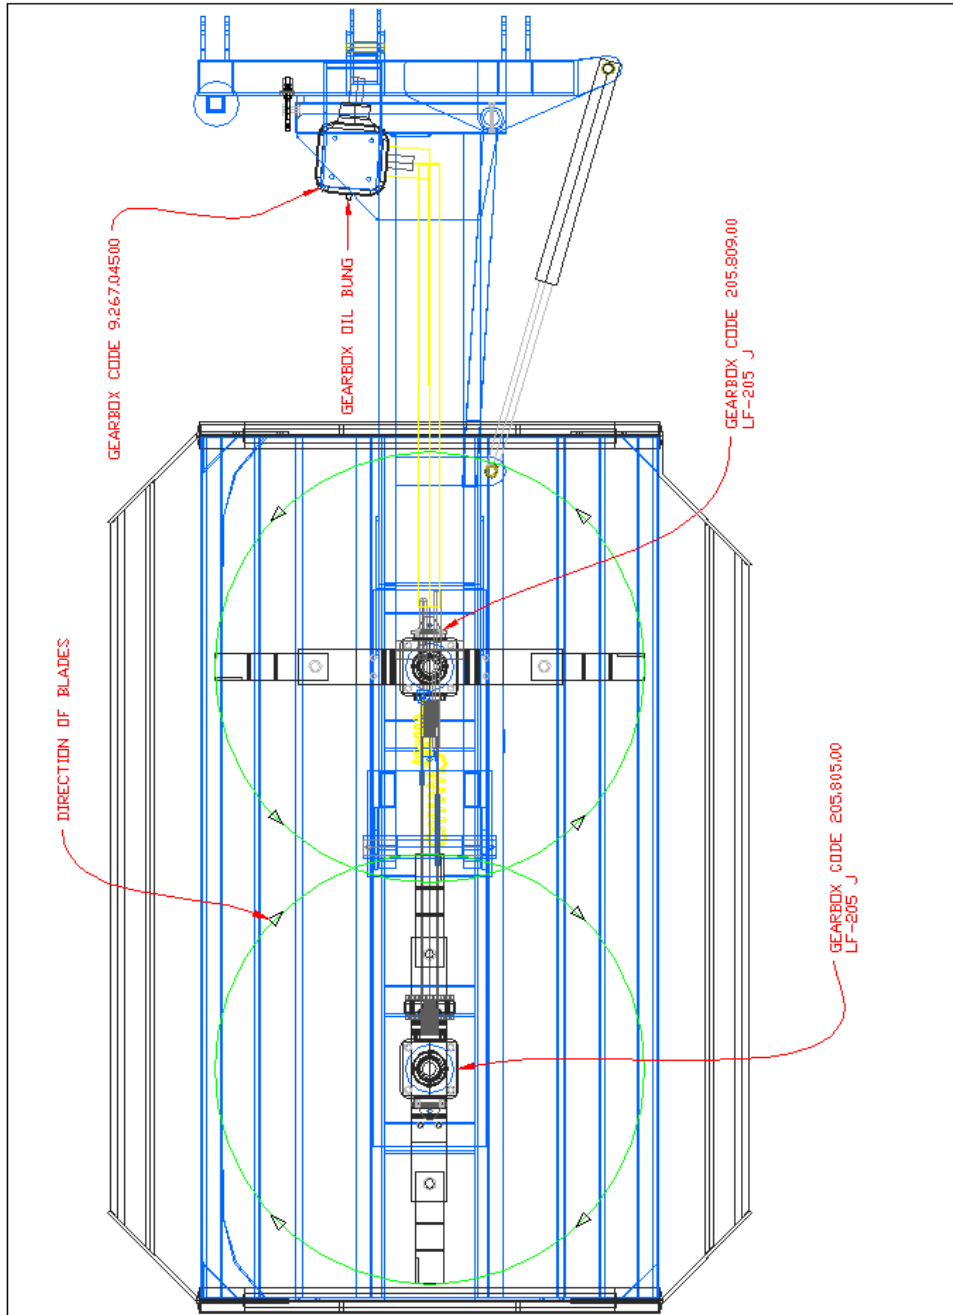 GEARBOX CODE 9.267.04500
GEARBOX OIL BUNG
GEARBOX CODE 205.809.00
LF-205 J
DIRECTION OF BLADES
GEARBOX CODE 205.805.00
LF-205 J